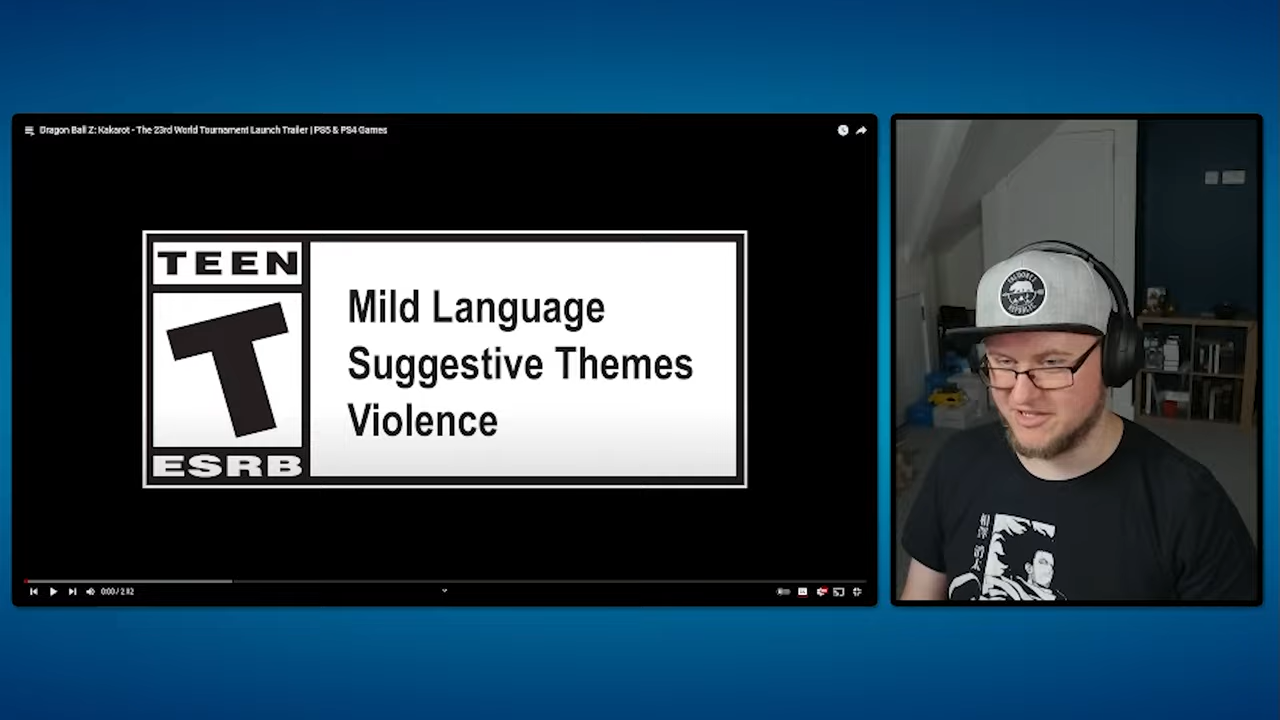 Dragon Ball Z: Kakarot - The 23rd World Tournament Launch Trailer | PS5 & PS4 Games
TEEN
T
ESRB
Mild Language
Suggestive Themes
Violence
0:00 / 2:02
REPUBLIC